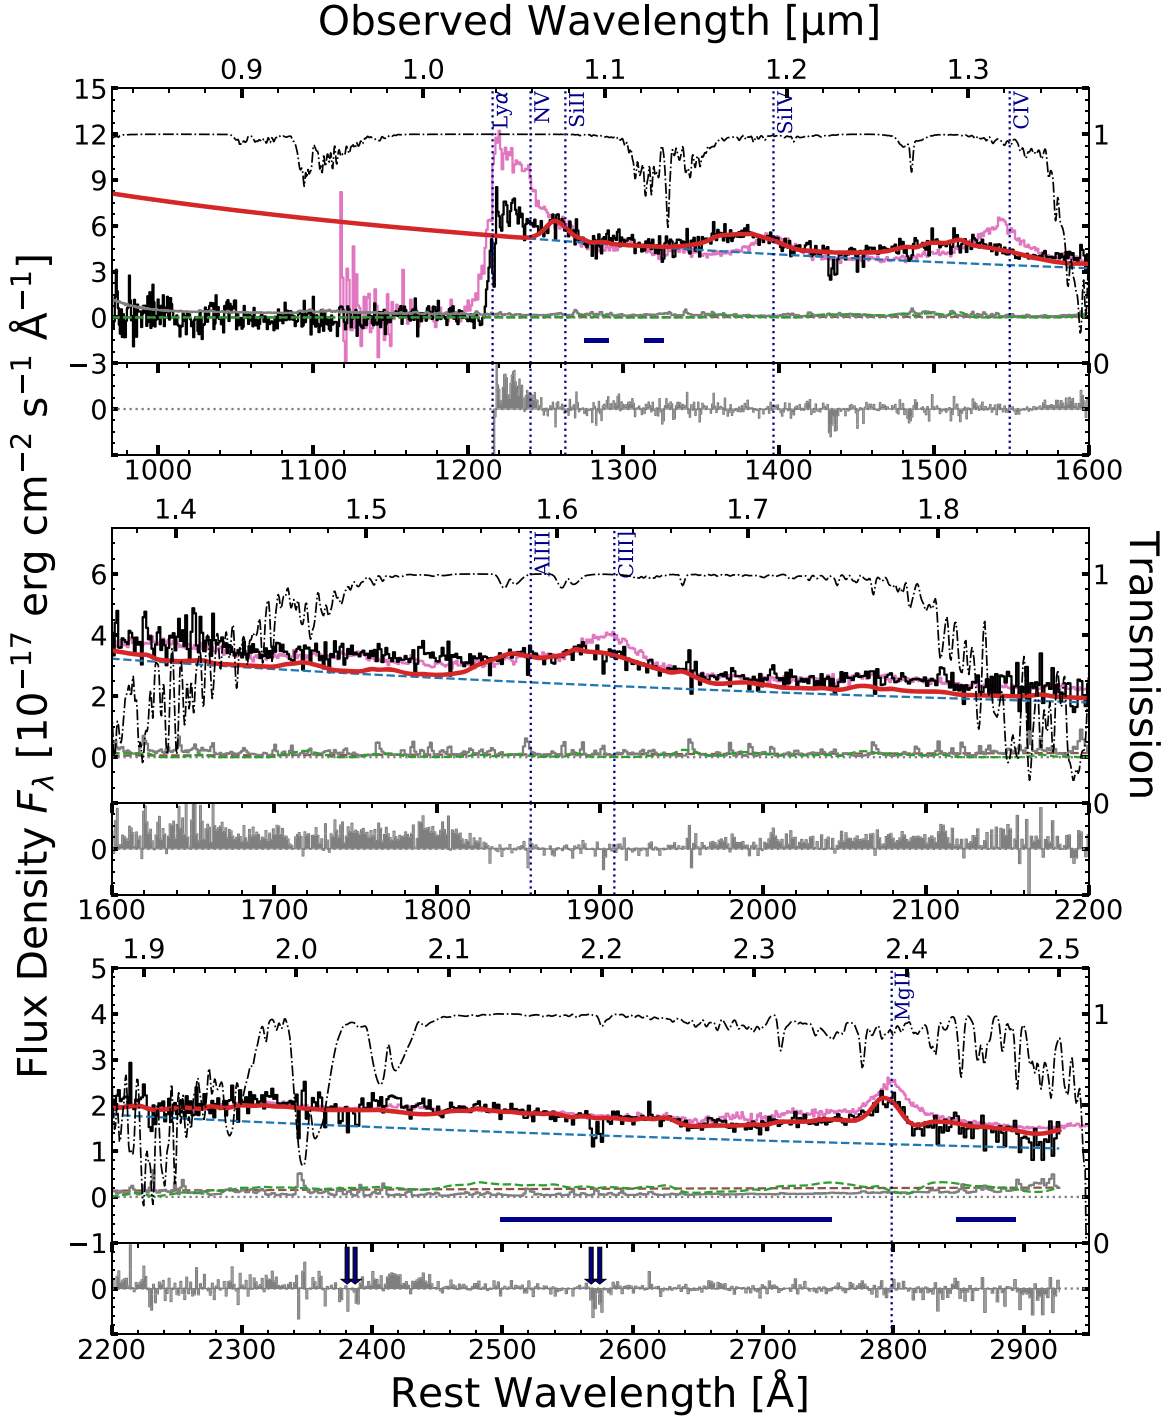 Observed Wavelength [μm]
0.9 1.0 1.1 1.2 1.3
15
12
9
6
3
0
−3
1
0
Lyα
NV
SiII
SiIV
CIV
0
1000 1100 1200 1300 1400 1500 1600
1.4 1.5 1.6 1.7 1.8
6
4
2
0
1
0
AlIII
CIII]
0
1600 1700 1800 1900 2000 2100 2200
1.9 2.0 2.1 2.2 2.3 2.4 2.5
5
4
3
2
1
0
−1
1
0
MgII
0
2200 2300 2400 2500 2600 2700 2800 2900
Rest Wavelength [Å]
Flux Density Fλ [10−17 erg cm−2 s−1 Å−1]
Transmission